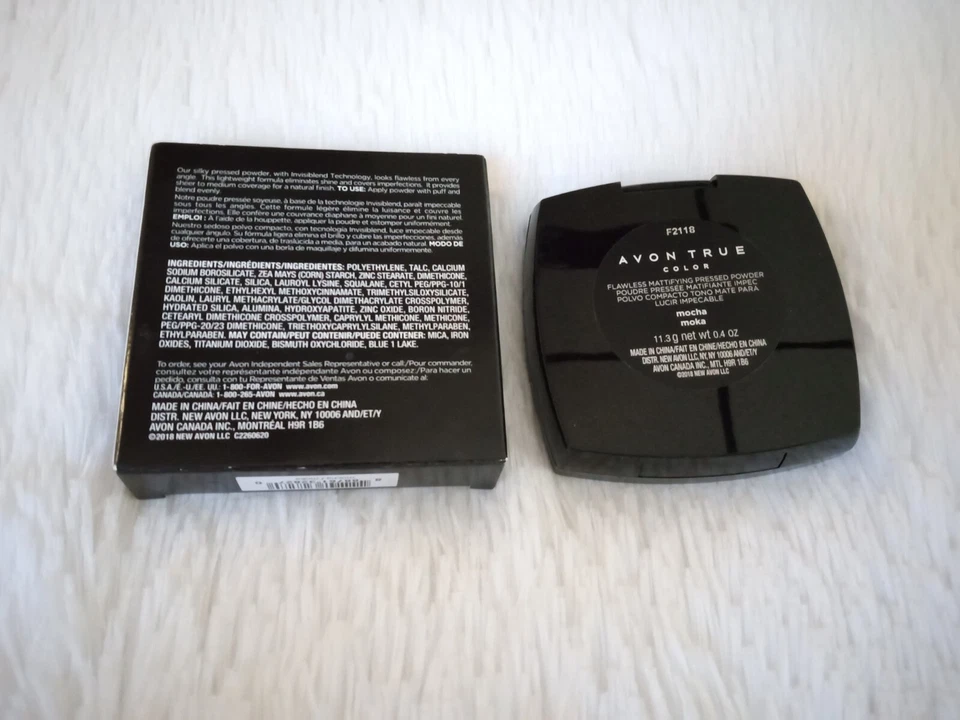 Our silky pressed powder, with Invisiblend Technology, looks flawless from every
angle. This lightweight formula eliminates shine and covers imperfections. It provides
sheer to medium coverage for a natural finish. TO USE: Apply powder with puff and
blend evenly.
Notre poudre pressée soyeuse, à base de la technologie Invisiblend, paraît impeccable
sous tous les angles. Cette formule légère élimine la luisance et couvre les
imperfections. Elle confère une couvrance diaphane à moyenne pour un fini naturel.
EMPLOI : À l'aide de la houppette, appliquer la poudre et estomper uniformément.
Nuestro sedoso polvo compacto, con tecnología Invisiblend, luce impecable desde
cualquier ángulo. Su fórmula ligera elimina el brillo y cubre las imperfecciones, además
de ofrecerte una cobertura, de traslúcida a media, para un acabado natural. MODO DE
USO: Aplica el polvo con una borla de maquillaje y difumina uniformemente.
INGREDIENTS/INGRÉDIENTS/INGREDIENTES: POLYETHYLENE, TALC, CALCIUM
SODIUM BOROSILICATE, ZEA MAYS (CORN) STARCH, ZINC STEARATE, DIMETHICONE,
CALCIUM SILICATE, SILICA, LAUROYL LYSINE, SQUALANE, CETYL PEG/PPG-10/1
DIMETHICONE, ETHYLHEXYL METHOXYCINNAMATE, TRIMETHYLSILOXYSILICATE,
KAOLIN, LAURYL METHACRYLATE/GLYCOL DIMETHACRYLATE CROSSPOLYMER,
HYDRATED SILICA, ALUMINA, HYDROXYAPATITE, ZINC OXIDE, BORON NITRIDE,
CETEARYL DIMETHICONE CROSSPOLYMER, CAPRYLYL METHICONE, METHICONE,
PEG/PPG-20/23 DIMETHICONE, TRIETHOXYCAPRYLYLSILANE, METHYLPARABEN,
ETHYLPARABEN. MAY CONTAIN/PEUT CONTENIR/PUEDE CONTENER: MICA, IRON
OXIDES, TITANIUM DIOXIDE, BISMUTH OXYCHLORIDE, BLUE 1 LAKE.
To order, see your Avon Independent Sales Representative or call:/Pour commander,
consultez votre représentante indépendante Avon ou composez:/Para hacer un
pedido, consulta con tu Representante de Ventas Avon o comunícate al:
U.S.A./É.-U./EE. UU.: 1-800-FOR-AVON www.avon.com
CANADA/CANADÁ: 1-800-265-AVON www.avon.ca
MADE IN CHINA/FAIT EN CHINE/HECHO EN CHINA
DISTR. NEW AVON LLC, NEW YORK, NY 10006 AND/ET/Y
AVON CANADA INC., MONTRÉAL H9R 1B6
©2018 NEW AVON LLC C2260620
F2118
AVON TRUE
COLOR
FLAWLESS MATTIFYING PRESSED POWDER
POUDRE PRESSÉE MATIFIANTE IMPEC
POLVO COMPACTO TONO MATE PARA
LUCIR IMPECABLE
mocha
moka
11.3 g net wt 0.4 OZ
MADE IN CHINA/FAIT EN CHINE/HECHO EN CHINA
DISTR. NEW AVON LLC, NY, NY 10006 AND/ET/Y
AVON CANADA INC., MTL H9R 1B6
©2018 NEW AVON LLC